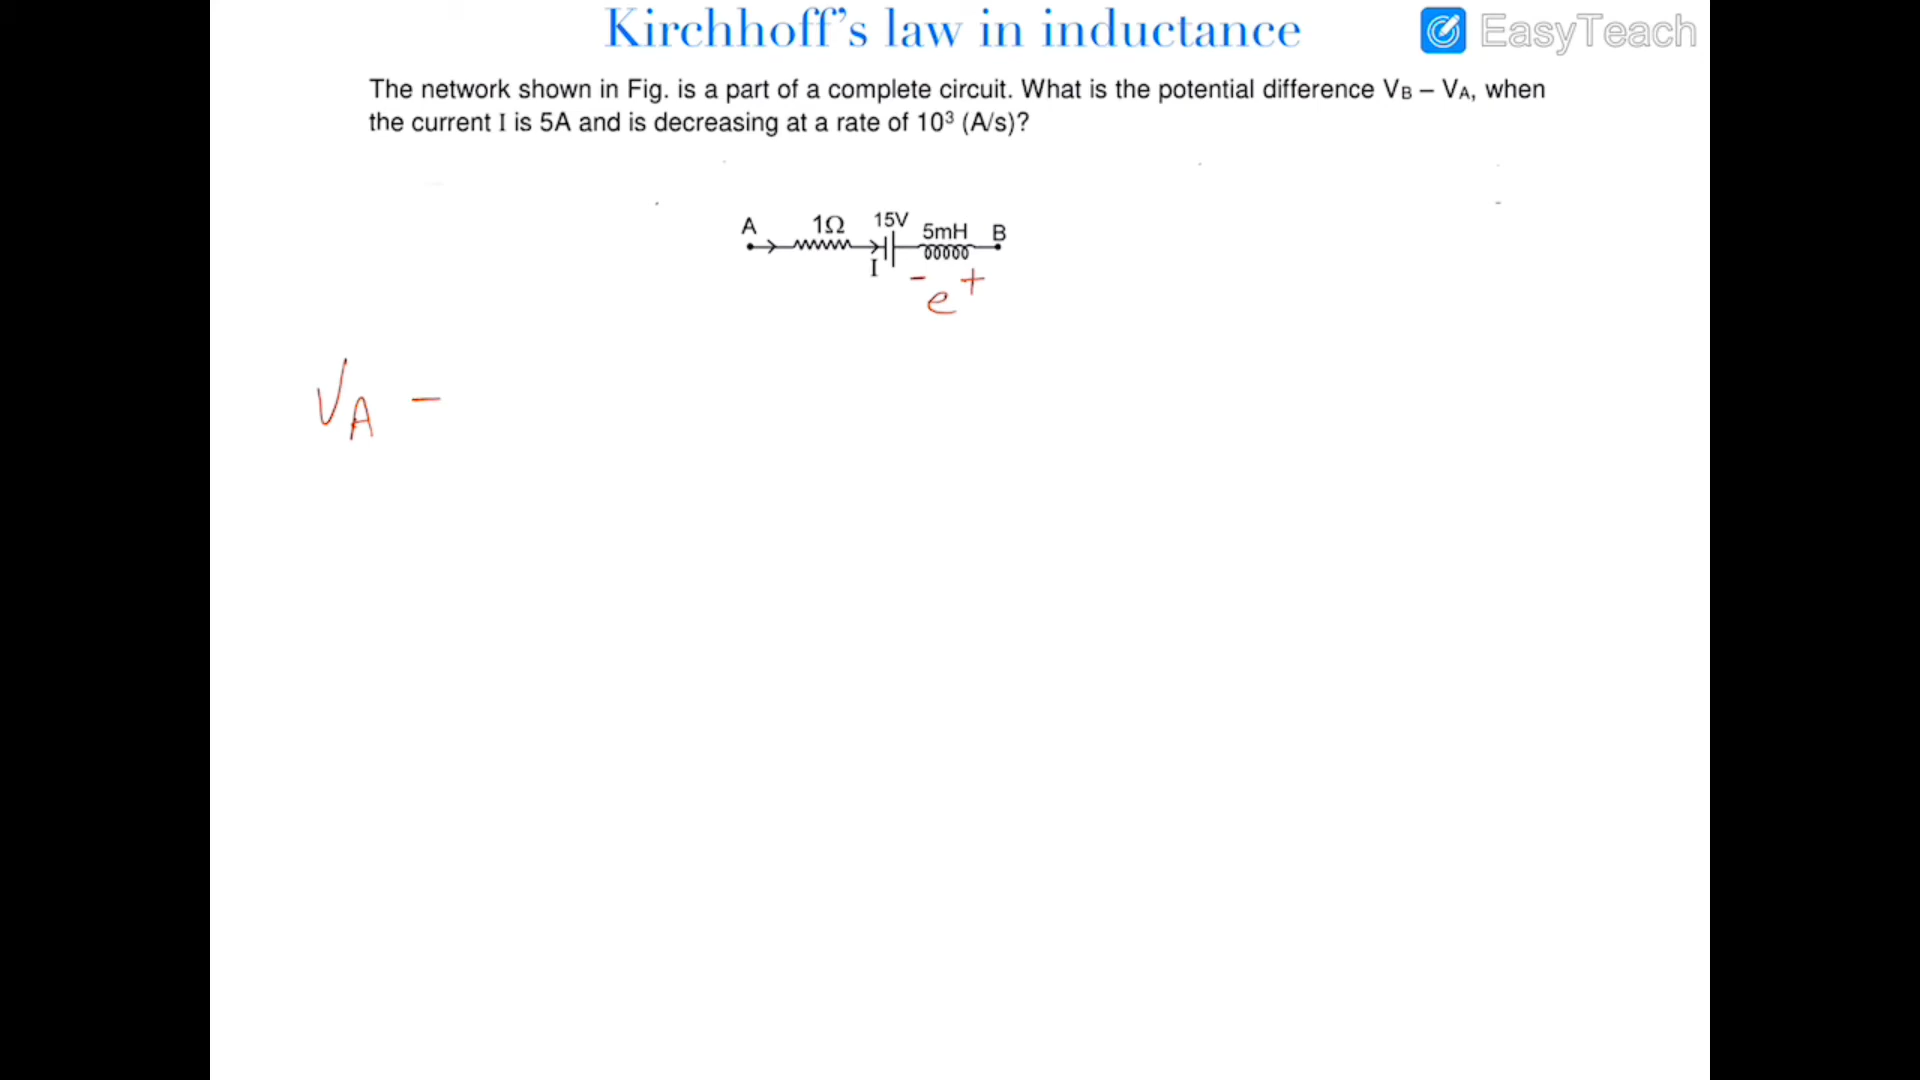 Kirchhoff's law in inductance
EasyTeach
The network shown in Fig. is a part of a complete circuit. What is the potential difference VB – VA, when
the current I is 5A and is decreasing at a rate of 10³ (A/s)?
A 1Ω 15V 5mH B
I
- e +
VA -